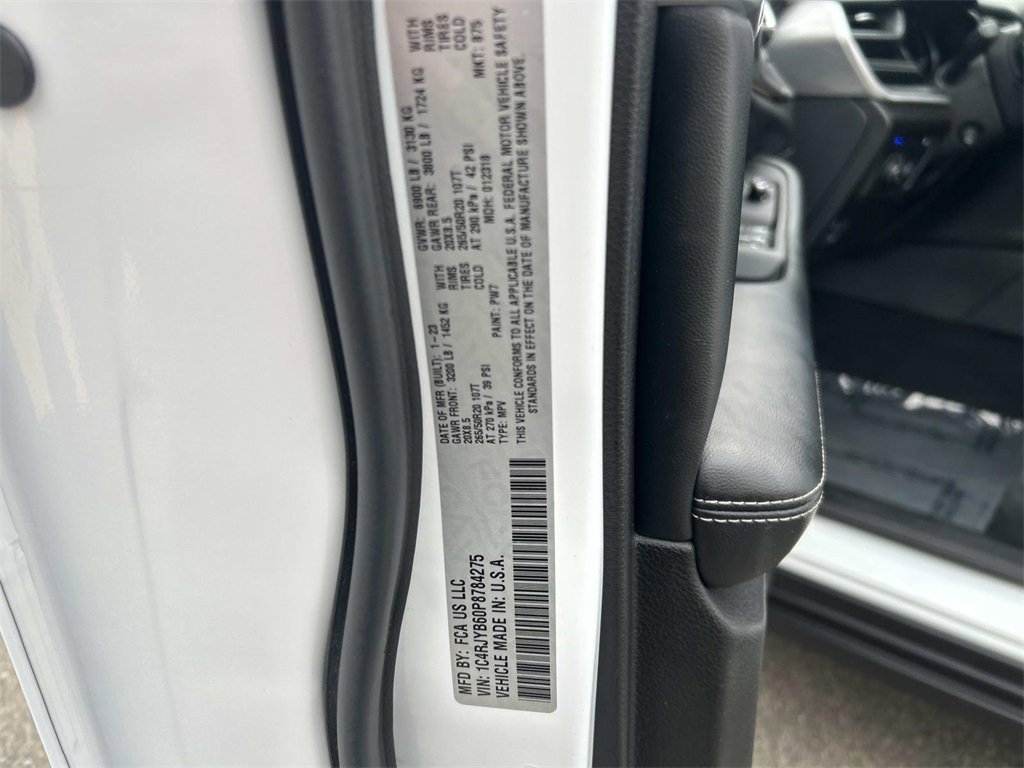 MFD BY: FCA US LLC
VIN: 1C4RJYB60P8784275
VEHICLE MADE IN: U.S.A.
DATE OF MFR (BUILT): 1-23
GAWR FRONT: 3200 LB / 1452 KG WITH
20X8.5 RIMS
265/50R20 107T TIRES
AT 270 kPa / 39 PSI COLD
TYPE: MPV PAINT: PW7
GVWR: 6900 LB / 3130 KG
GAWR REAR: 3800 LB / 1724 KG WITH
20X8.5 RIMS
265/50R20 107T TIRES
AT 290 kPa / 42 PSI COLD
MDH: 012318 MKT: 875
THIS VEHICLE CONFORMS TO ALL APPLICABLE U.S.A. FEDERAL MOTOR VEHICLE SAFETY
STANDARDS IN EFFECT ON THE DATE OF MANUFACTURE SHOWN ABOVE.